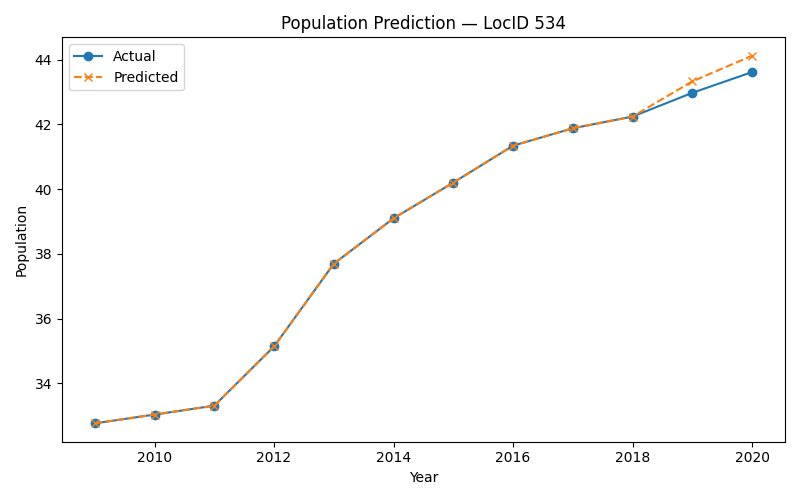 Population Prediction — LocID 534
Actual
Predicted
44
42
40
38
36
34
Population
2010 2012 2014 2016 2018 2020
Year